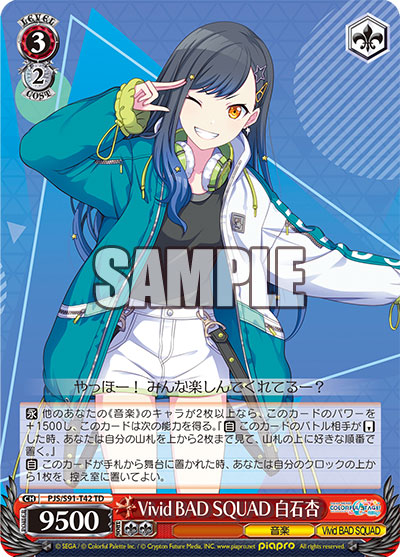 LEVEL
3
2
COST
SAMPLE
やっほー！ みんな楽しんでくれてるー？
永 他のあなたの《音楽》のキャラが2枚以上なら、このカードのパワーを
＋1500し、このカードは次の能力を得る。『自 このカードのバトル相手が
した時、あなたは自分の山札を上から2枚まで見て、山札の上に好きな順番
で置く。』
自 このカードが手札から舞台に置かれた時、あなたは自分のクロックの上か
ら1枚を、控え室に置いてよい。
CH PJS/S91-T42 TD
POWER
9500
SOUL
Vivid BAD SQUAD 白石杏
COLORFUL STAGE!
音楽
Vivid BAD SQUAD
© SEGA / © Colorful Palette Inc. / © Crypton Future Media, INC. www.piapro.net piapro